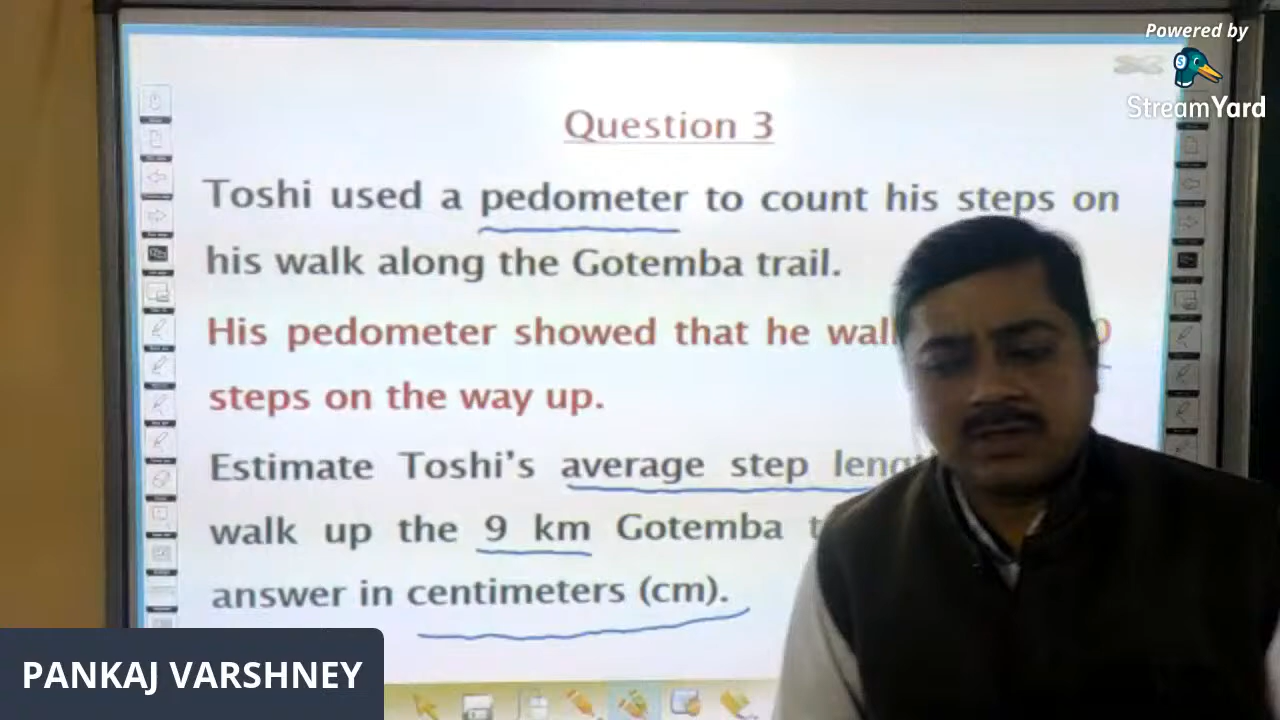 Powered by
StreamYard
Question 3
Toshi used a pedometer to count his steps on
his walk along the Gotemba trail.
His pedometer showed that he
steps on the way up.
Estimate Toshi's average step
walk up the 9 km Gotemba
answer in centimeters (cm).
PANKAJ VARSHNEY